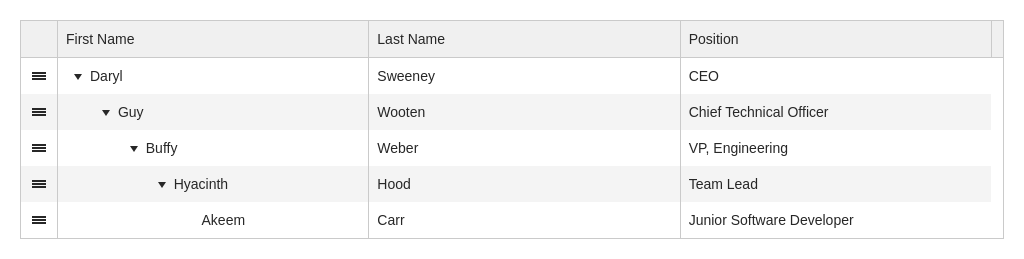 First Name Last Name Position
Daryl Sweeney CEO
Guy Wooten Chief Technical Officer
Buffy Weber VP, Engineering
Hyacinth Hood Team Lead
Akeem Carr Junior Software Developer